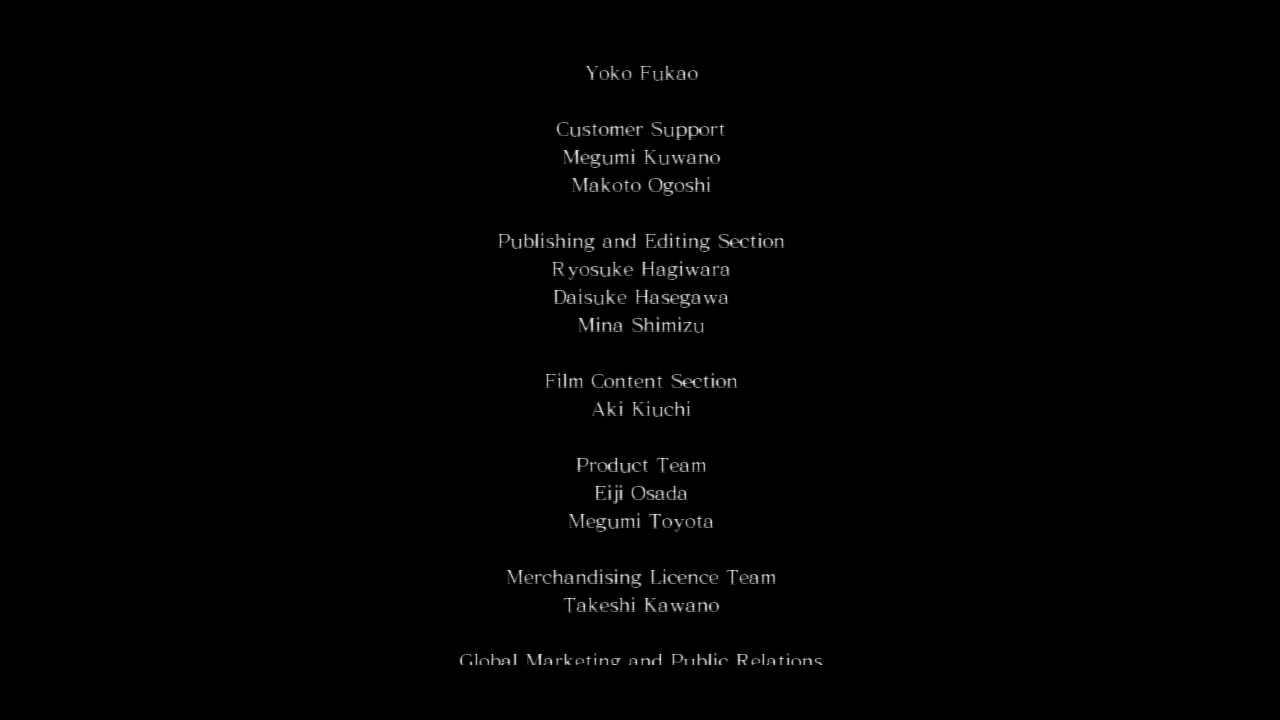 Yoko Fukao
Customer Support
Megumi Kuwano
Makoto Ogoshi
Publishing and Editing Section
Ryosuke Hagiwara
Daisuke Hasegawa
Mina Shimizu
Film Content Section
Aki Kiuchi
Product Team
Eiji Osada
Megumi Toyota
Merchandising Licence Team
Takeshi Kawano
Global Marketing and Public Relations